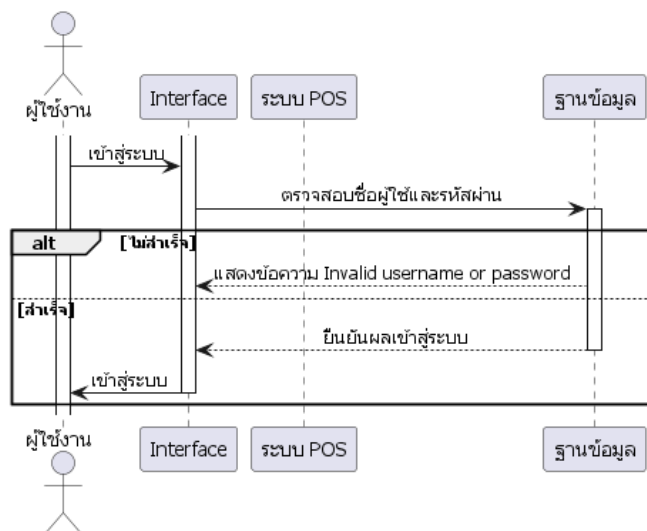 ผู้ใช้งาน
Interface
ระบบ POS
ฐานข้อมูล
เข้าสู่ระบบ
ตรวจสอบชื่อผู้ใช้และรหัสผ่าน
alt
[ไม่สำเร็จ]
แสดงข้อความ Invalid username or password
[สำเร็จ]
ยืนยันผลเข้าสู่ระบบ
เข้าสู่ระบบ
ผู้ใช้งาน
Interface
ระบบ POS
ฐานข้อมูล